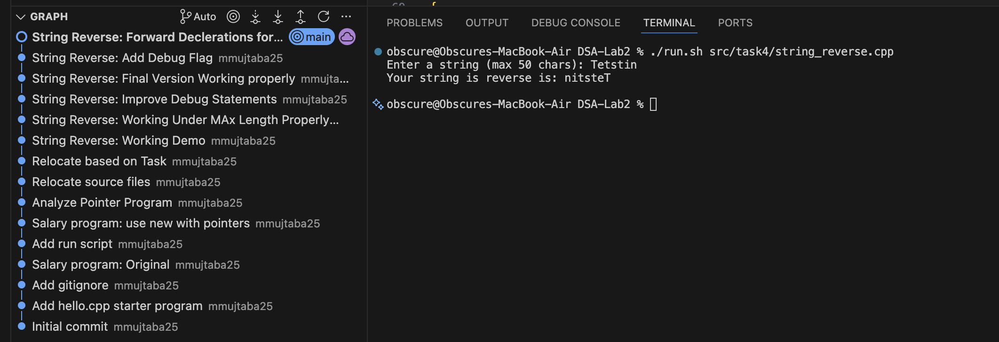 GRAPH
Auto
String Reverse: Forward Declerations for... main
String Reverse: Add Debug Flag mmujtaba25
String Reverse: Final Version Working properly mmujta...
String Reverse: Improve Debug Statements mmujtaba25
String Reverse: Working Under MAx Length Properly...
String Reverse: Working Demo mmujtaba25
Relocate based on Task mmujtaba25
Relocate source files mmujtaba25
Analyze Pointer Program mmujtaba25
Salary program: use new with pointers mmujtaba25
Add run script mmujtaba25
Salary program: Original mmujtaba25
Add gitignore mmujtaba25
Add hello.cpp starter program mmujtaba25
Initial commit mmujtaba25
PROBLEMS OUTPUT DEBUG CONSOLE TERMINAL PORTS
obscure@Obscures-MacBook-Air DSA-Lab2 % ./run.sh src/task4/string_reverse.cpp
Enter a string (max 50 chars): Tetstin
Your string is reverse is: nitsteT
obscure@Obscures-MacBook-Air DSA-Lab2 %